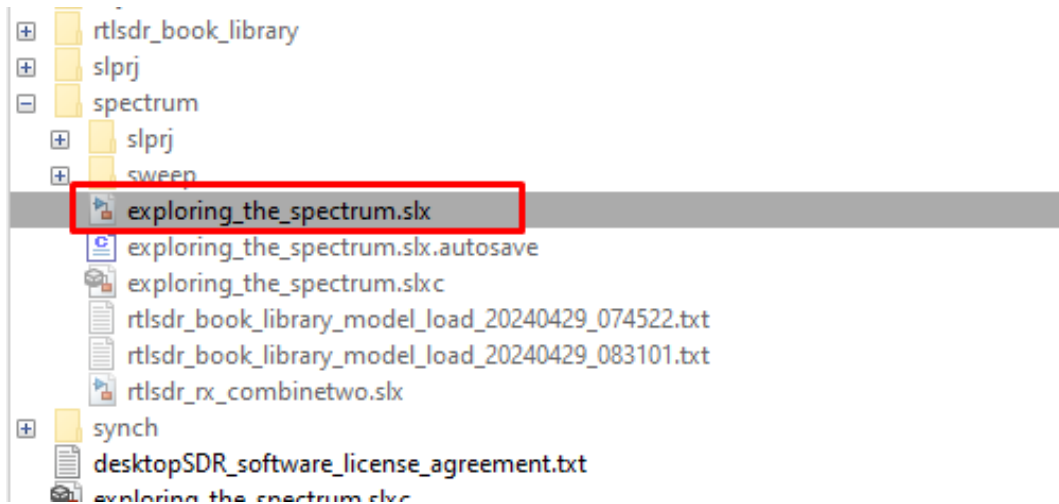 rtlsdr_book_library
slprj
spectrum
slprj
sweep
exploring_the_spectrum.slx
exploring_the_spectrum.slx.autosave
exploring_the_spectrum.slxc
rtlsdr_book_library_model_load_20240429_074522.txt
rtlsdr_book_library_model_load_20240429_083101.txt
rtlsdr_rx_combinetwo.slx
synch
desktopSDR_software_license_agreement.txt
exploring_the_spectrum.slxc